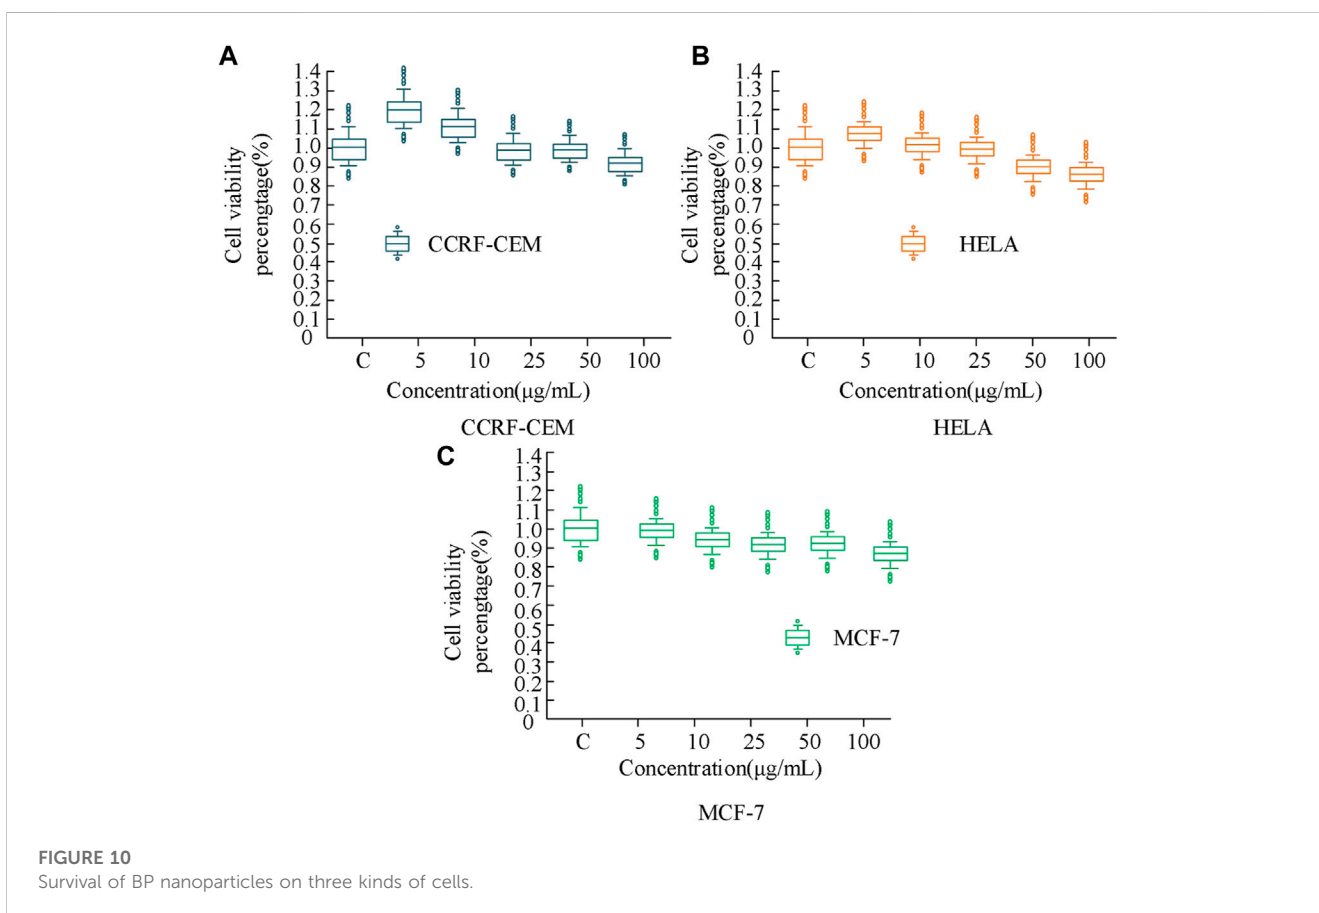 A
1.4
1.3
1.2
1.1
1.0
0.9
0.8
0.7
0.6
0.5
0.4
0.3
0.2
0.1
0
Cell viability
percengtage(%)
CCRF-CEM
C 5 10 25 50 100
Concentration(μg/mL)
CCRF-CEM
B
1.4
1.3
1.2
1.1
1.0
0.9
0.8
0.7
0.6
0.5
0.4
0.3
0.2
0.1
0
Cell viability
percengtage(%)
HELA
C 5 10 25 50 100
Concentration(μg/mL)
HELA
C
1.4
1.3
1.2
1.1
1.0
0.9
0.8
0.7
0.6
0.5
0.4
0.3
0.2
0.1
0
Cell viability
percengtage(%)
MCF-7
C 5 10 25 50 100
Concentration(μg/mL)
MCF-7
FIGURE 10
Survival of BP nanoparticles on three kinds of cells.